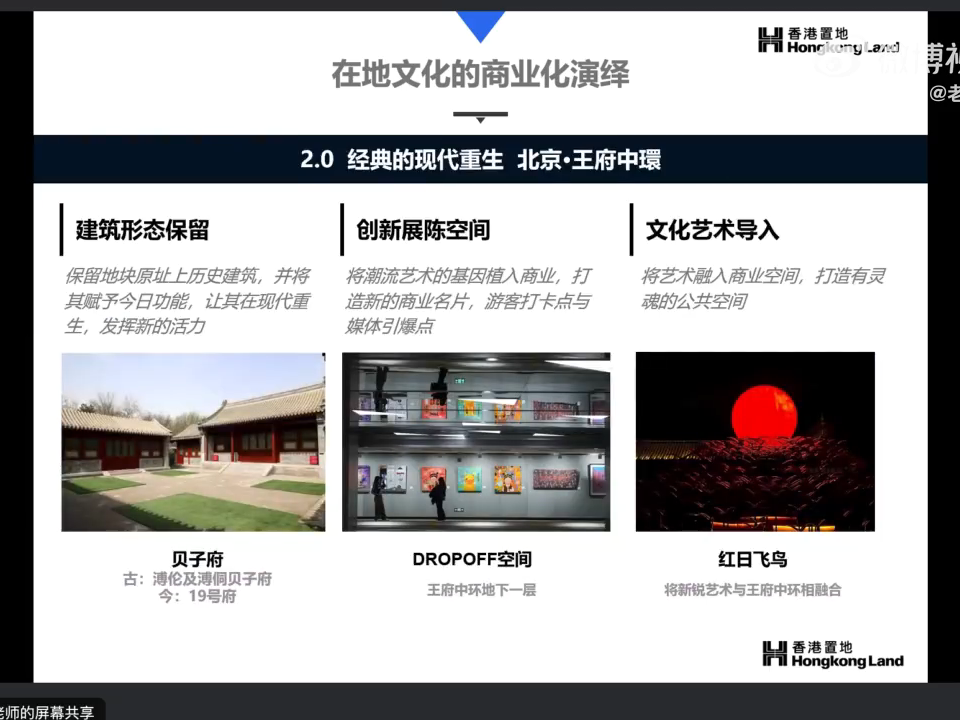 香港置地
HongkongLand
在地文化的商业化演绎
@老
2.0 经典的现代重生 北京·王府中環
建筑形态保留
保留地块原址上历史建筑，并将
其赋予今日功能，让其在现代重
生，发挥新的活力
创新展陈空间
将潮流艺术的基因植入商业，打
造新的商业名片，游客打卡点与
媒体引爆点
文化艺术导入
将艺术融入商业空间，打造有灵
魂的公共空间
贝子府
古：溥伦及溥侗贝子府
今：19号府
DROPOFF空间
王府中环地下一层
红日飞鸟
将新锐艺术与王府中环相融合
香港置地
HongkongLand
老师的屏幕共享